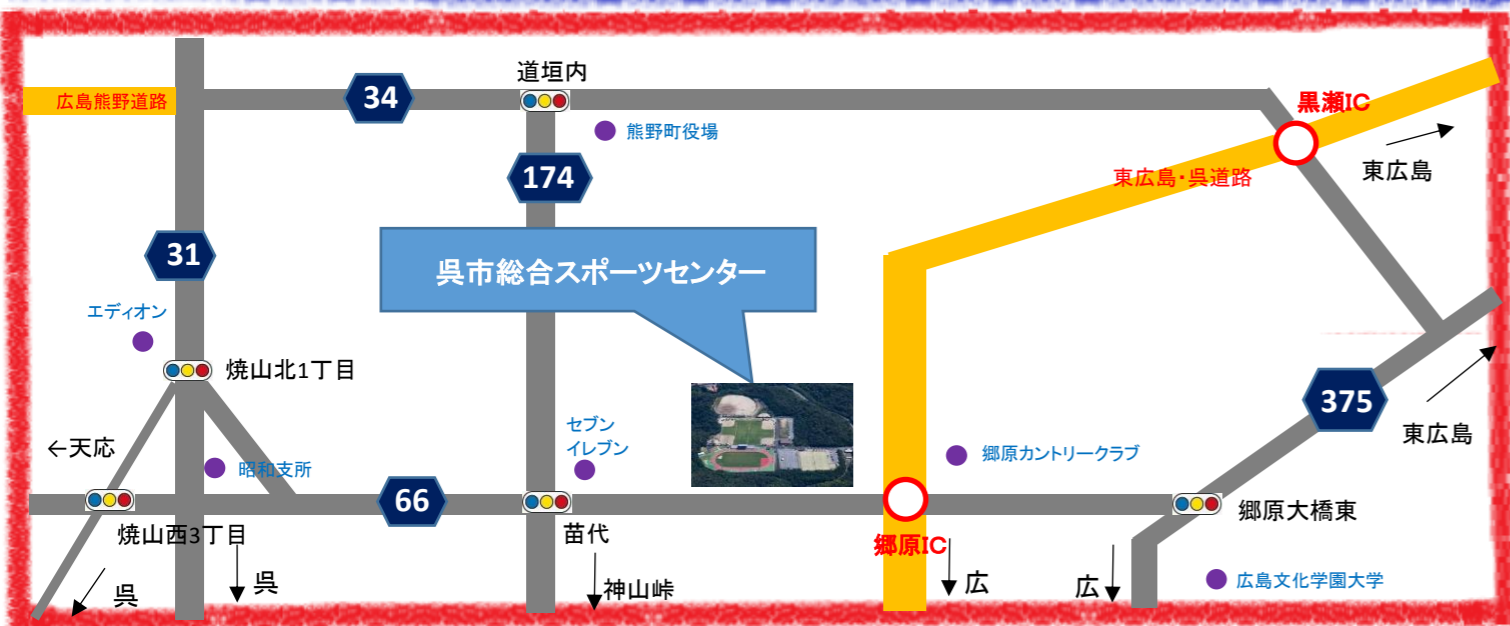 道垣内
広島熊野道路
34
黒瀬IC
熊野町役場
東広島
174
東広島・呉道路
31
呉市総合スポーツセンター
エディオン
焼山北1丁目
375
セブン
イレブン
東広島
←天応
郷原カントリークラブ
昭和支所
66
焼山西3丁目
苗代
郷原大橋東
郷原IC
呉
呉
神山峠
広
広
広島文化学園大学